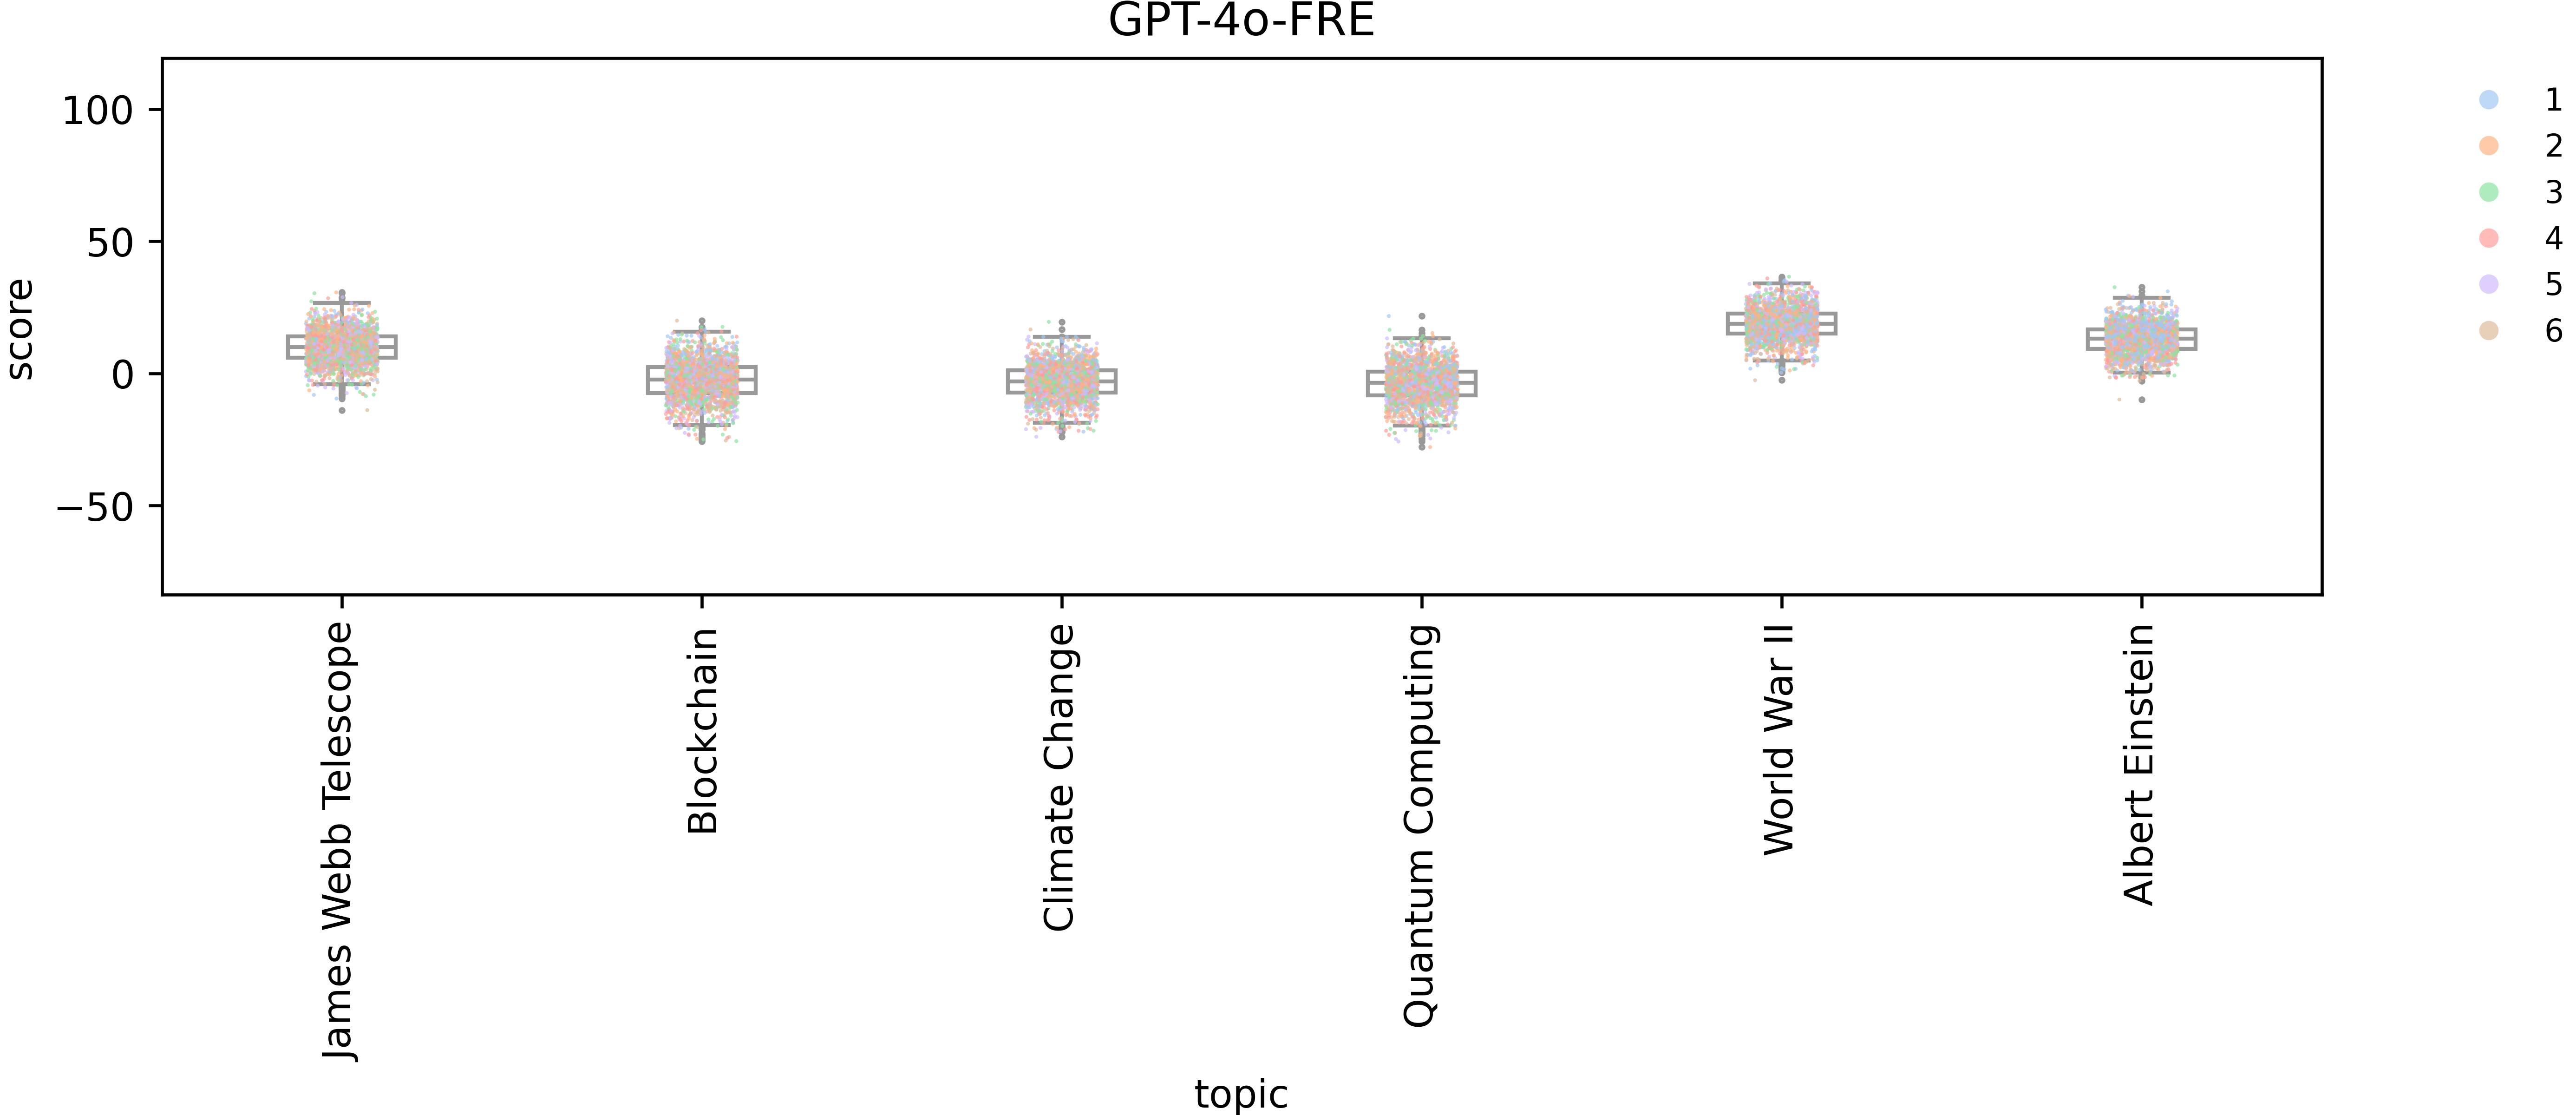 GPT-4o-FRE
score
100
50
0
−50
1
2
3
4
5
6
James Webb Telescope
Blockchain
Climate Change
Quantum Computing
World War II
Albert Einstein
topic